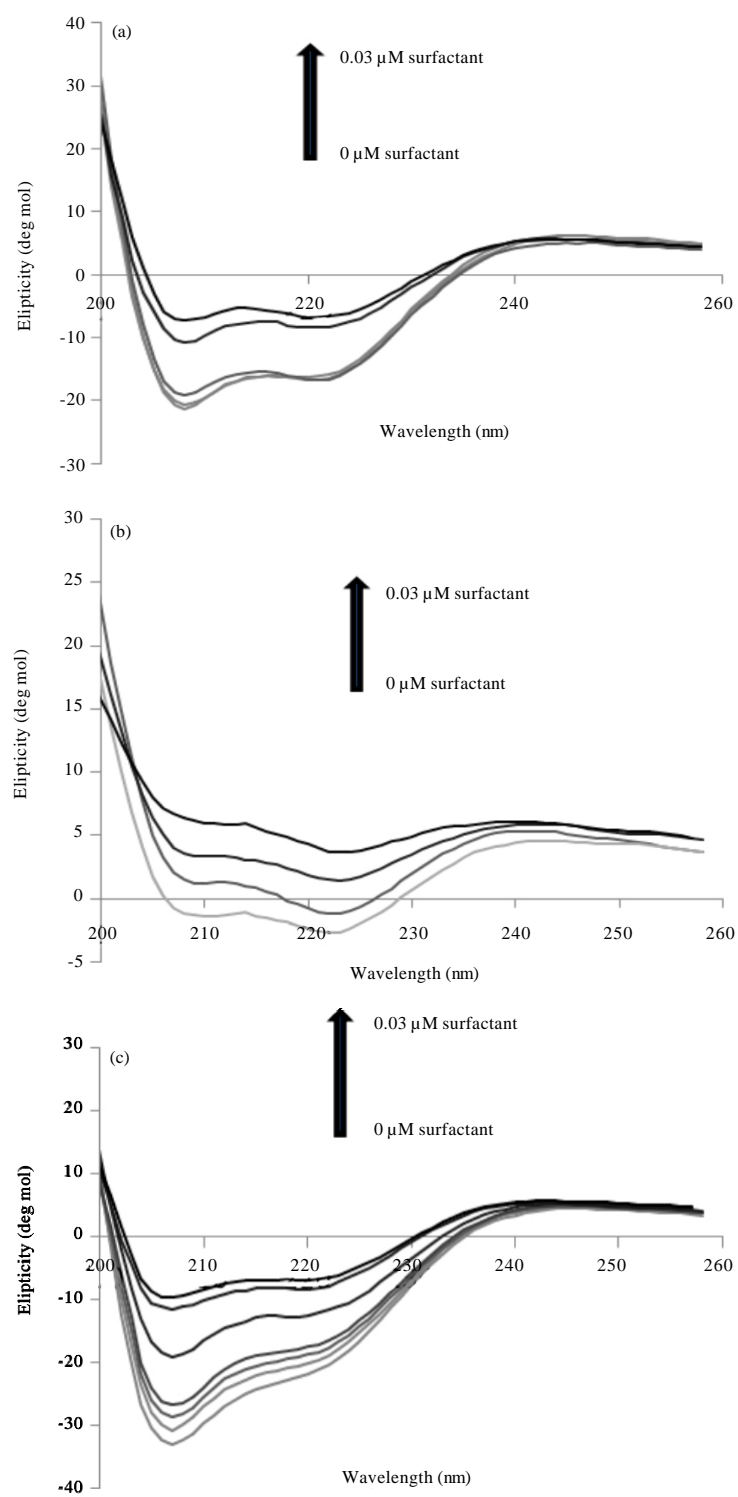 40
(a)
0.03 µM surfactant
30
20
0 µM surfactant
10
0
200
220
240
260
-10
-20
-30
Elipticity (deg mol)
Wavelength (nm)
30
(b)
25
0.03 µM surfactant
20
0 µM surfactant
15
10
5
0
200
210
220
230
240
250
260
-5
Elipticity (deg mol)
Wavelength (nm)
0.03 µM surfactant
30
(c)
20
0 µM surfactant
10
0
200
210
220
230
240
250
260
-10
-20
-30
-40
Elipticity (deg mol)
Wavelength (nm)